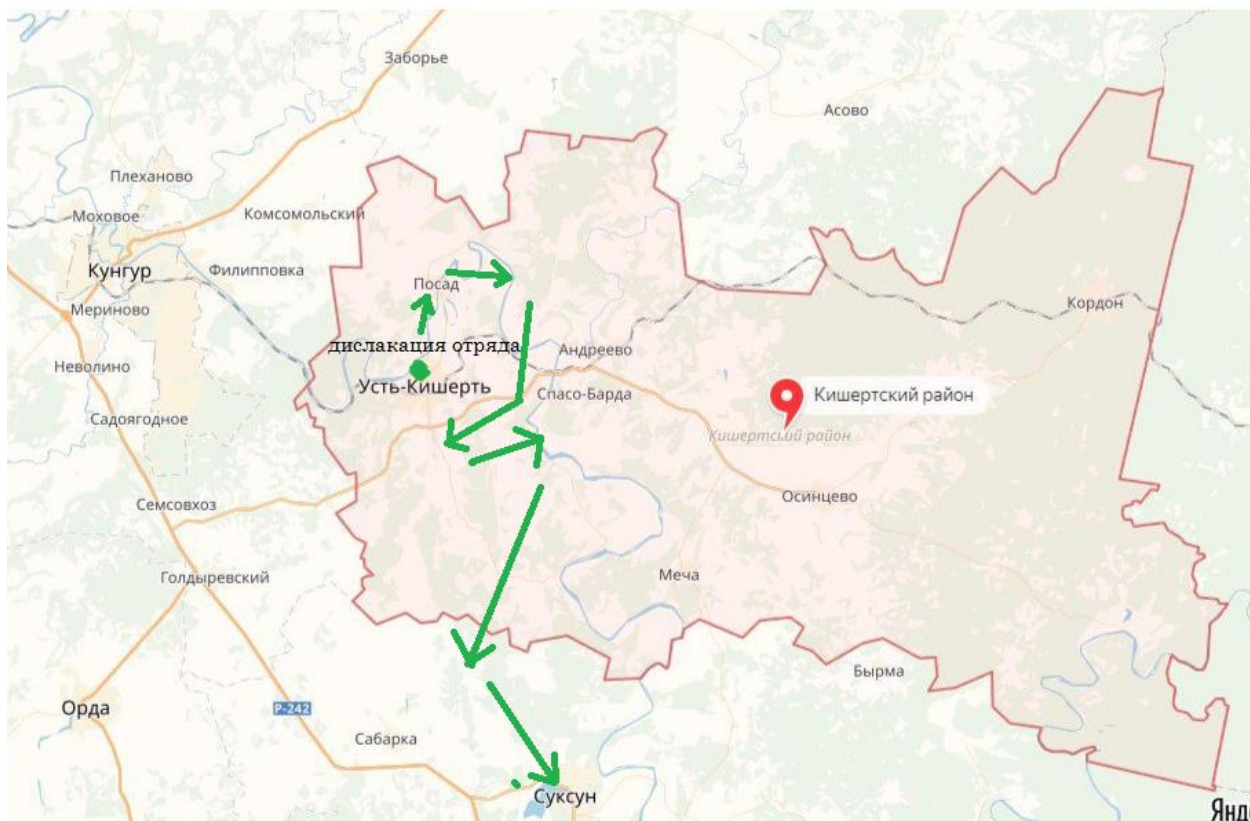 Заборье
Асово
Плеханово
Моховое
Комсомольский
Кунгур
Филипповка
Посад
Кордон
Мериново
дислакация отряда
Андреево
Неволино
Усть-Кишерть
Спасо-Барда
Кишертский район
Садоягодное
Кишертский район
Семсовхоз
Осинцево
Голдыревский
Меча
Бырма
Орда
Р-242
Сабарка
Суксун
Янд